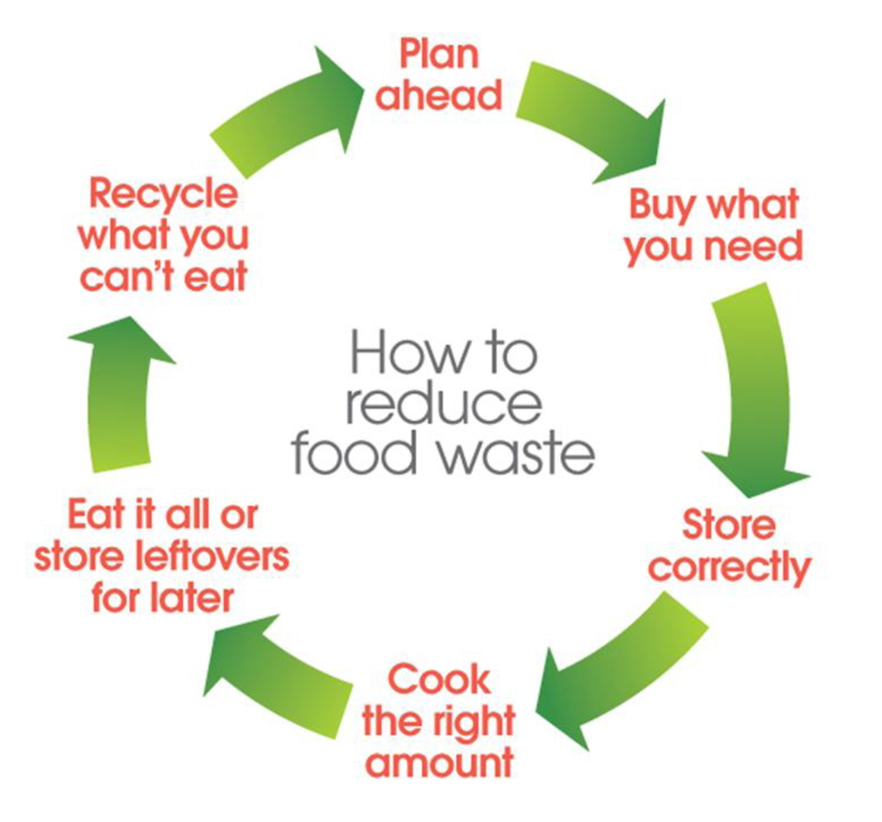 Plan
ahead
Buy what
you need
Store
correctly
Cook
the right
amount
Eat it all or
store leftovers
for later
Recycle
what you
can't eat
How to
reduce
food waste